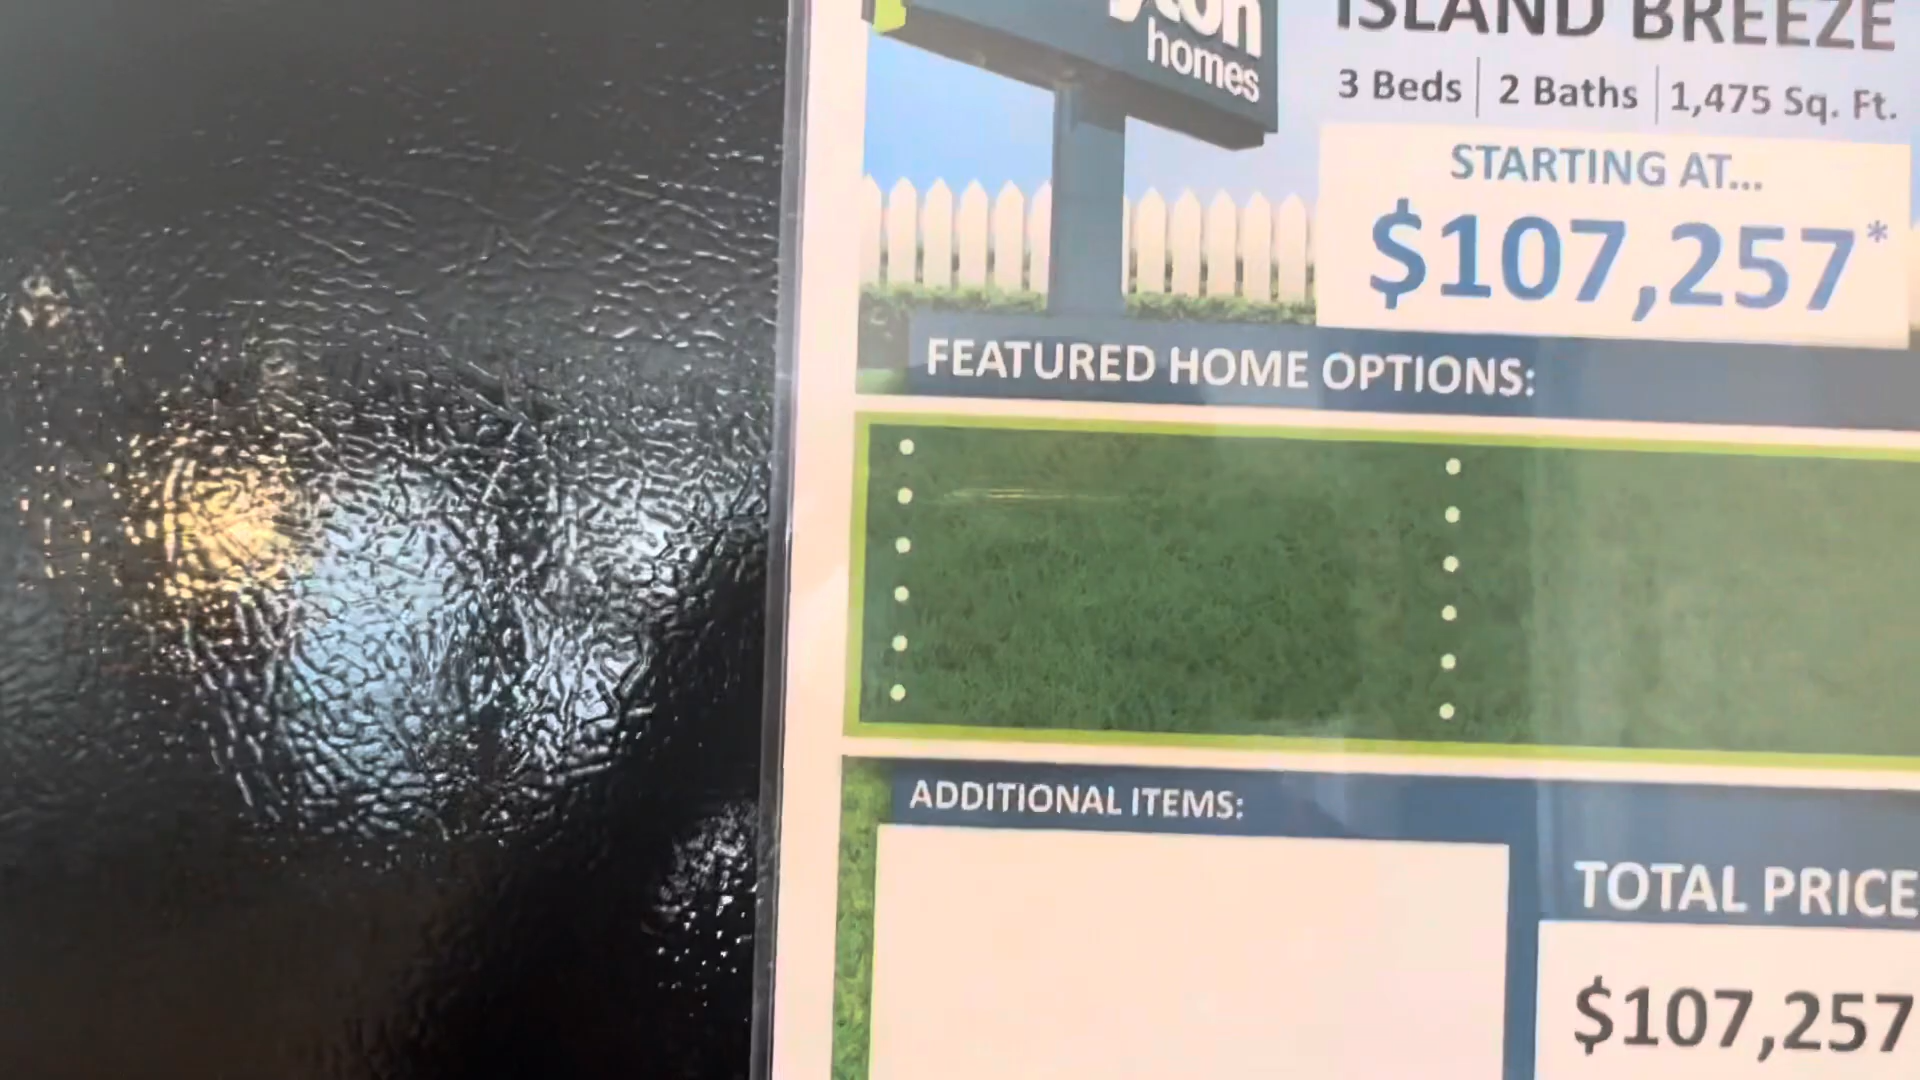 homes
ISLAND BREEZE
3 Beds | 2 Baths | 1,475 Sq. Ft.
STARTING AT...
$107,257*
FEATURED HOME OPTIONS:
ADDITIONAL ITEMS:
TOTAL PRICE
$107,257